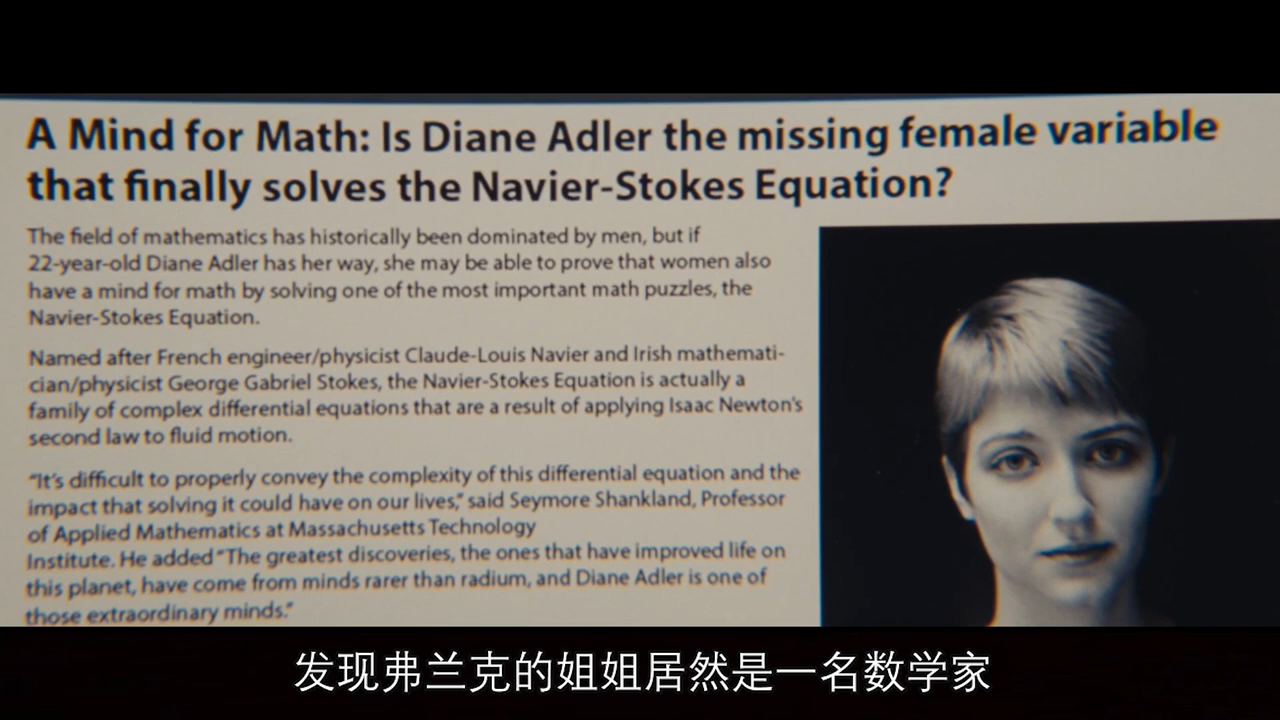 A Mind for Math: Is Diane Adler the missing female variable
that finally solves the Navier-Stokes Equation?
The field of mathematics has historically been dominated by men, but if
22-year-old Diane Adler has her way, she may be able to prove that women also
have a mind for math by solving one of the most important math puzzles, the
Navier-Stokes Equation.
Named after French engineer/physicist Claude-Louis Navier and Irish mathemati-
cian/physicist George Gabriel Stokes, the Navier-Stokes Equation is actually a
family of complex differential equations that are a result of applying Isaac Newton's
second law to fluid motion.
"It's difficult to properly convey the complexity of this differential equation and the
impact that solving it could have on our lives," said Seymore Shankland, Professor
of Applied Mathematics at Massachusetts Technology
Institute. He added "The greatest discoveries, the ones that have improved life on
this planet, have come from minds rarer than radium, and Diane Adler is one of
those extraordinary minds."
发现弗兰克的姐姐居然是一名数学家